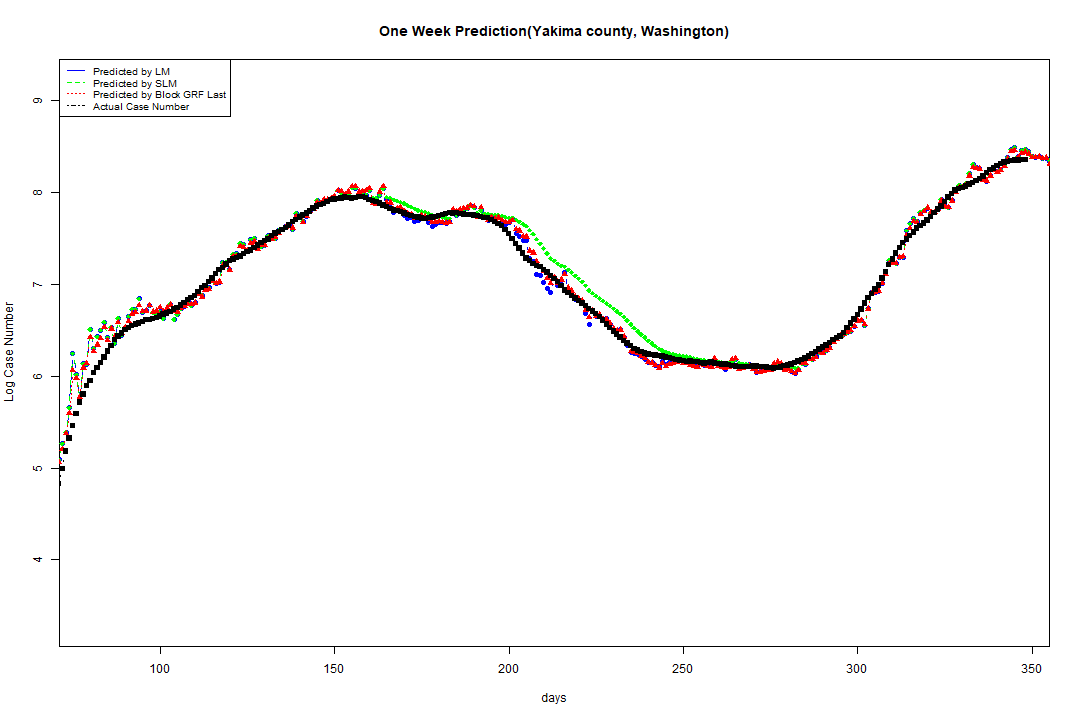 One Week Prediction(Yakima county, Washington)
Predicted by LM
Predicted by SLM
Predicted by Block GRF Last
Actual Case Number
9
8
7
6
5
4
Log Case Number
100 150 200 250 300 350
days